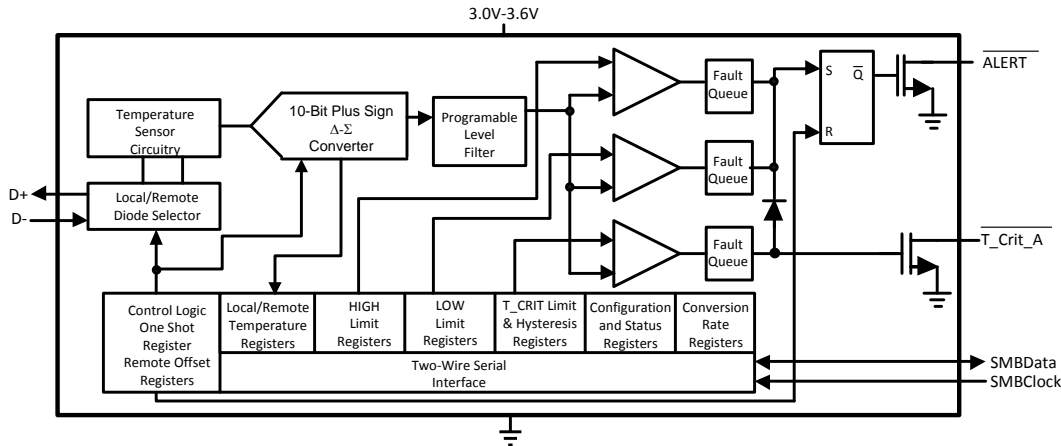 3.0V-3.6V
Temperature
Sensor
Circuitry
10-Bit Plus Sign
Δ-Σ
Converter
Programable
Level
Filter
Fault
Queue
Fault
Queue
Fault
Queue
S
Q
R
ALERT
D+
D-
Local/Remote
Diode Selector
T_Crit_A
Control Logic
One Shot
Register
Remote Offset
Registers
Local/Remote
Temperature
Registers
HIGH
Limit
Registers
LOW
Limit
Registers
T_CRIT Limit
& Hysteresis
Registers
Configuration
and Status
Registers
Conversion
Rate
Registers
Two-Wire Serial
Interface
SMBData
SMBClock